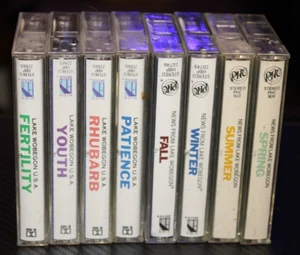 LAKE WOBEGON U.S.A.
FERTILITY
LAKE WOBEGON U.S.A.
YOUTH
LAKE WOBEGON U.S.A.
RHUBARB
LAKE WOBEGON U.S.A.
PATIENCE
NEWS FROM LAKE WOBEGON
FALL
PHC
NEWS FROM LAKE WOBEGON
WINTER
PHC
NEWS FROM LAKE WOBEGON
SUMMER
PHC
NEWS FROM LAKE WOBEGON
SPRING
PHC